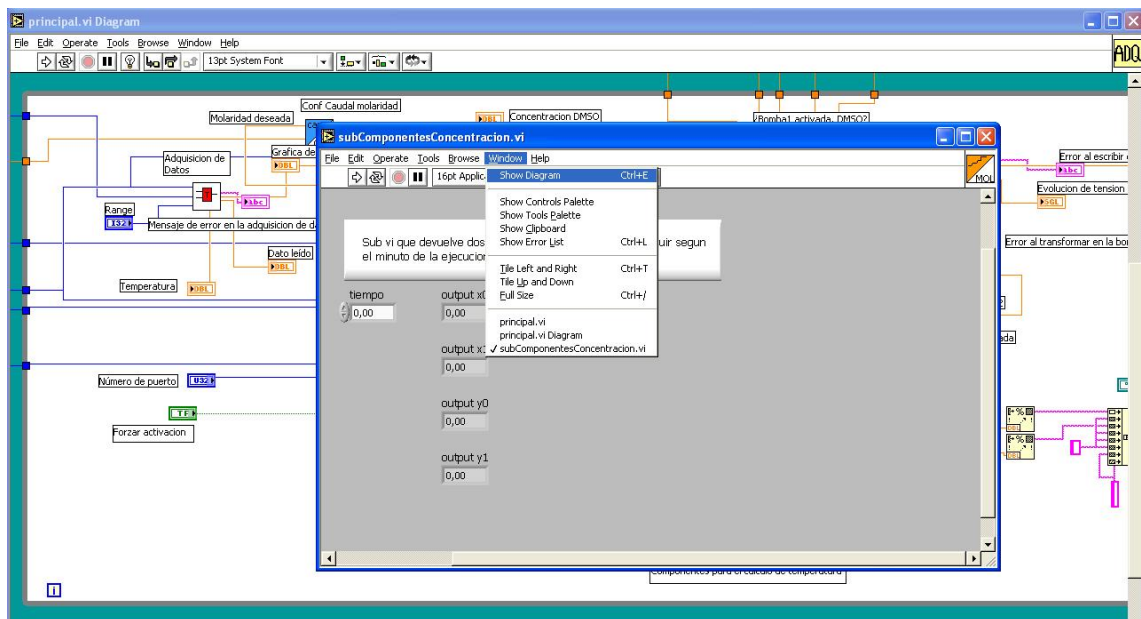 principal.vi Diagram
File Edit Operate Tools Browse Window Help
13pt System Font
ADQ
Conf Caudal molaridad
Molaridad deseada
Concentracion DMSO
¿Bomba1 activada, DMSO?
DBL
Adquisicion de
Datos
Grafica de
DBL
abc
Range
I32
Mensaje de error en la adquisicion de d
Dato leído
DBL
Temperatura
DBL
Número de puerto
U32
TF
Forzar activacion
i
subComponentesConcentracion.vi
File Edit Operate Tools Browse Window Help
16pt Applic
MOL
Sub vi que devuelve dos
uir segun
el minuto de la ejecucion
tiempo
0,00
output x0
0,00
output x1
0,00
output y0
0,00
output y1
0,00
Show Diagram Ctrl+E
Show Controls Palette
Show Tools Palette
Show Clipboard
Show Error List Ctrl+L
Tile Left and Right Ctrl+T
Tile Up and Down
Full Size Ctrl+/
principal.vi
principal.vi Diagram
✓ subComponentesConcentracion.vi
Error al escribir
abc
Evolucion de tension
SGL
Error al transformar en la bo
Componentes para el calculo de temperatura